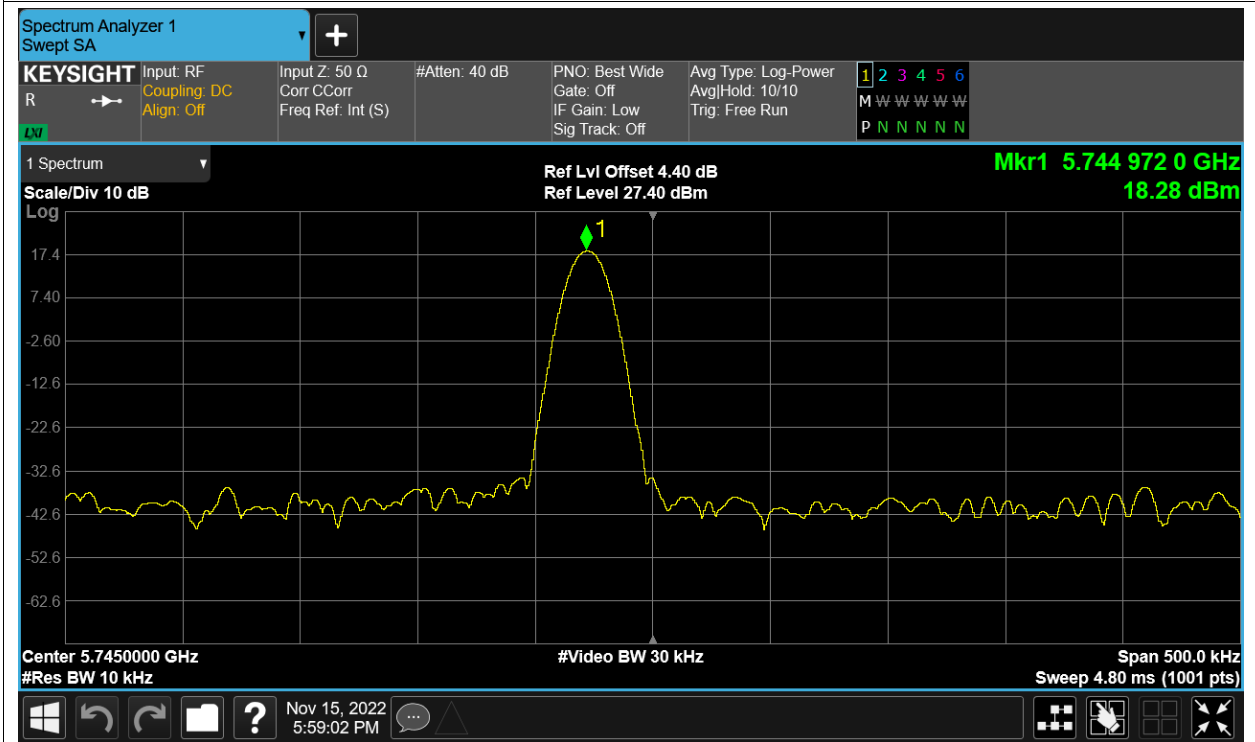 Spectrum Analyzer 1
Swept SA
KEYSIGHT
R
LXI
Input: RF
Coupling: DC
Align: Off
Input Z: 50 Ω
Corr CCorr
Freq Ref: Int (S)
#Atten: 40 dB
PNO: Best Wide
Gate: Off
IF Gain: Low
Sig Track: Off
Avg Type: Log-Power
Avg|Hold: 10/10
Trig: Free Run
1 2 3 4 5 6
M W W W W W
P N N N N N
1 Spectrum
Scale/Div 10 dB
Log
Ref Lvl Offset 4.40 dB
Ref Level 27.40 dBm
Mkr1 5.744 972 0 GHz
18.28 dBm
1
17.4
7.40
-2.60
-12.6
-22.6
-32.6
-42.6
-52.6
-62.6
Center 5.7450000 GHz
#Video BW 30 kHz
Span 500.0 kHz
#Res BW 10 kHz
Sweep 4.80 ms (1001 pts)
?
Nov 15, 2022
5:59:02 PM